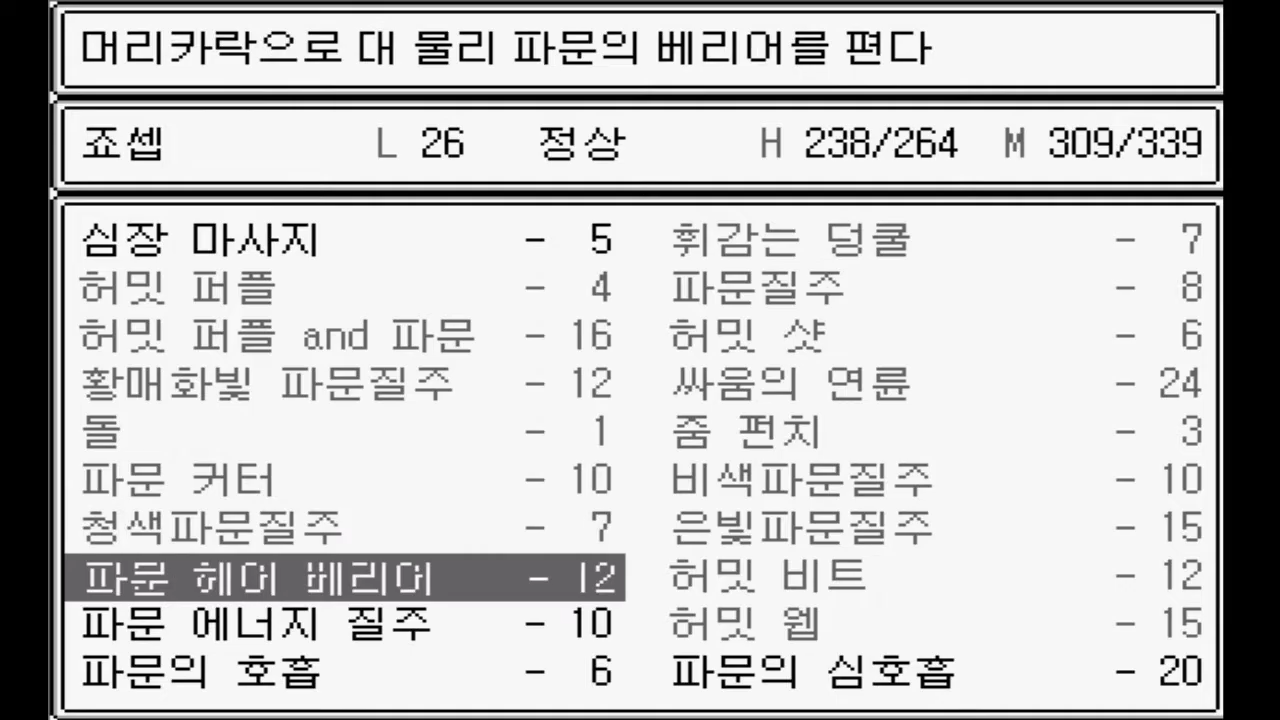 머리카락으로 대 물리 파문의 베리어를 편다
죠셉 L 26 정상 H 238/264 M 309/339
심장 마사지 - 5 휘감는 덩쿨 - 7
허밋 퍼플 - 4 파문질주 - 8
허밋 퍼플 and 파문 - 16 허밋 샷 - 6
황매화빛 파문질주 - 12 싸움의 연륜 - 24
돌 - 1 줌 펀치 - 3
파문 커터 - 10 비색파문질주 - 10
청색파문질주 - 7 은빛파문질주 - 15
파문 헤어 베리어 - 12 허밋 비트 - 12
파문 에너지 질주 - 10 허밋 웹 - 15
파문의 호흡 - 6 파문의 심호흡 - 20